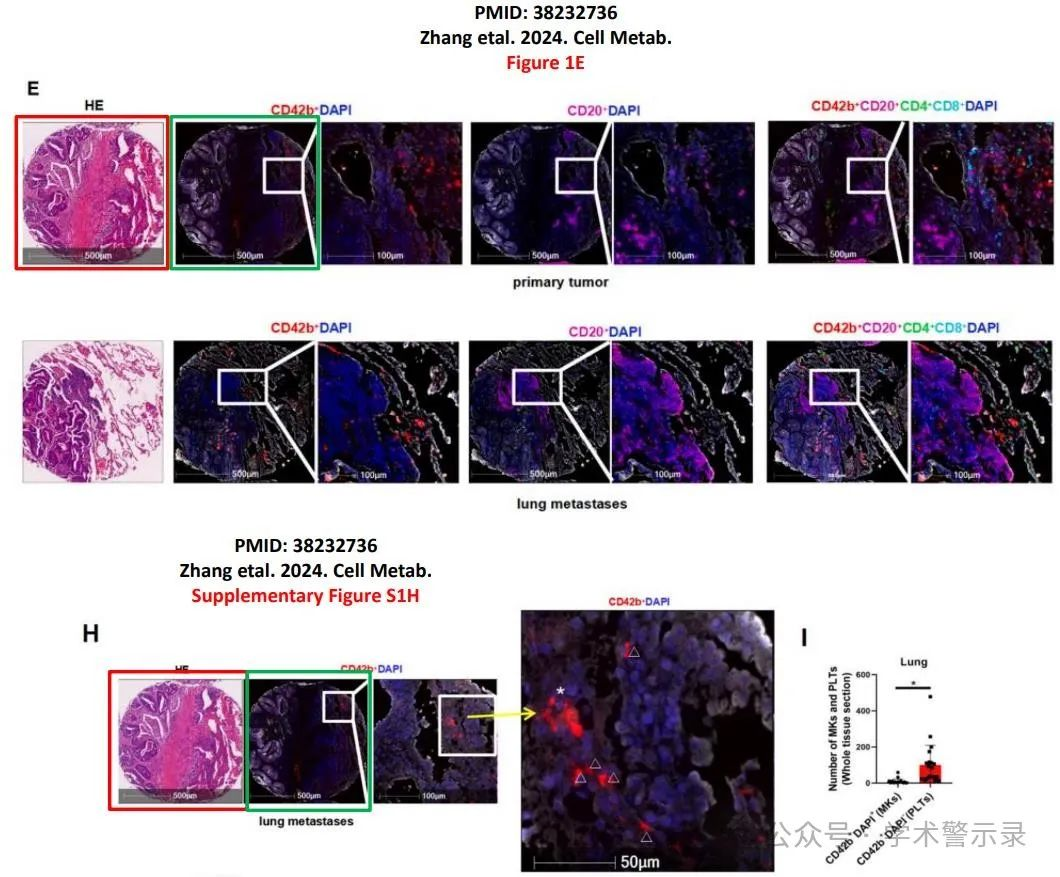 PMID: 38232736
Zhang etal. 2024. Cell Metab.
Figure 1E
E
HE
CD42b⁺DAPI
CD20⁺DAPI
CD42b⁺CD20⁺CD4⁺CD8⁺DAPI
500μm
500μm
100μm
500μm
100μm
500μm
100μm
primary tumor
CD42b⁺DAPI
CD20⁺DAPI
CD42b⁺CD20⁺CD4⁺CD8⁺DAPI
500μm
100μm
500μm
100μm
100μm
lung metastases
PMID: 38232736
Zhang etal. 2024. Cell Metab.
Supplementary Figure S1H
H
HE
CD42b⁺DAPI
500μm
500μm
100μm
lung metastases
CD42b⁺DAPI
*
50μm
I
Lung
Number of MKs and PLTs
(Whole tissue section)
600
400
200
0
*
CD42b⁺DAPI⁺(MKs)
CD42b⁺DAPI⁻(PLTs)
公众号 · 学术警示录